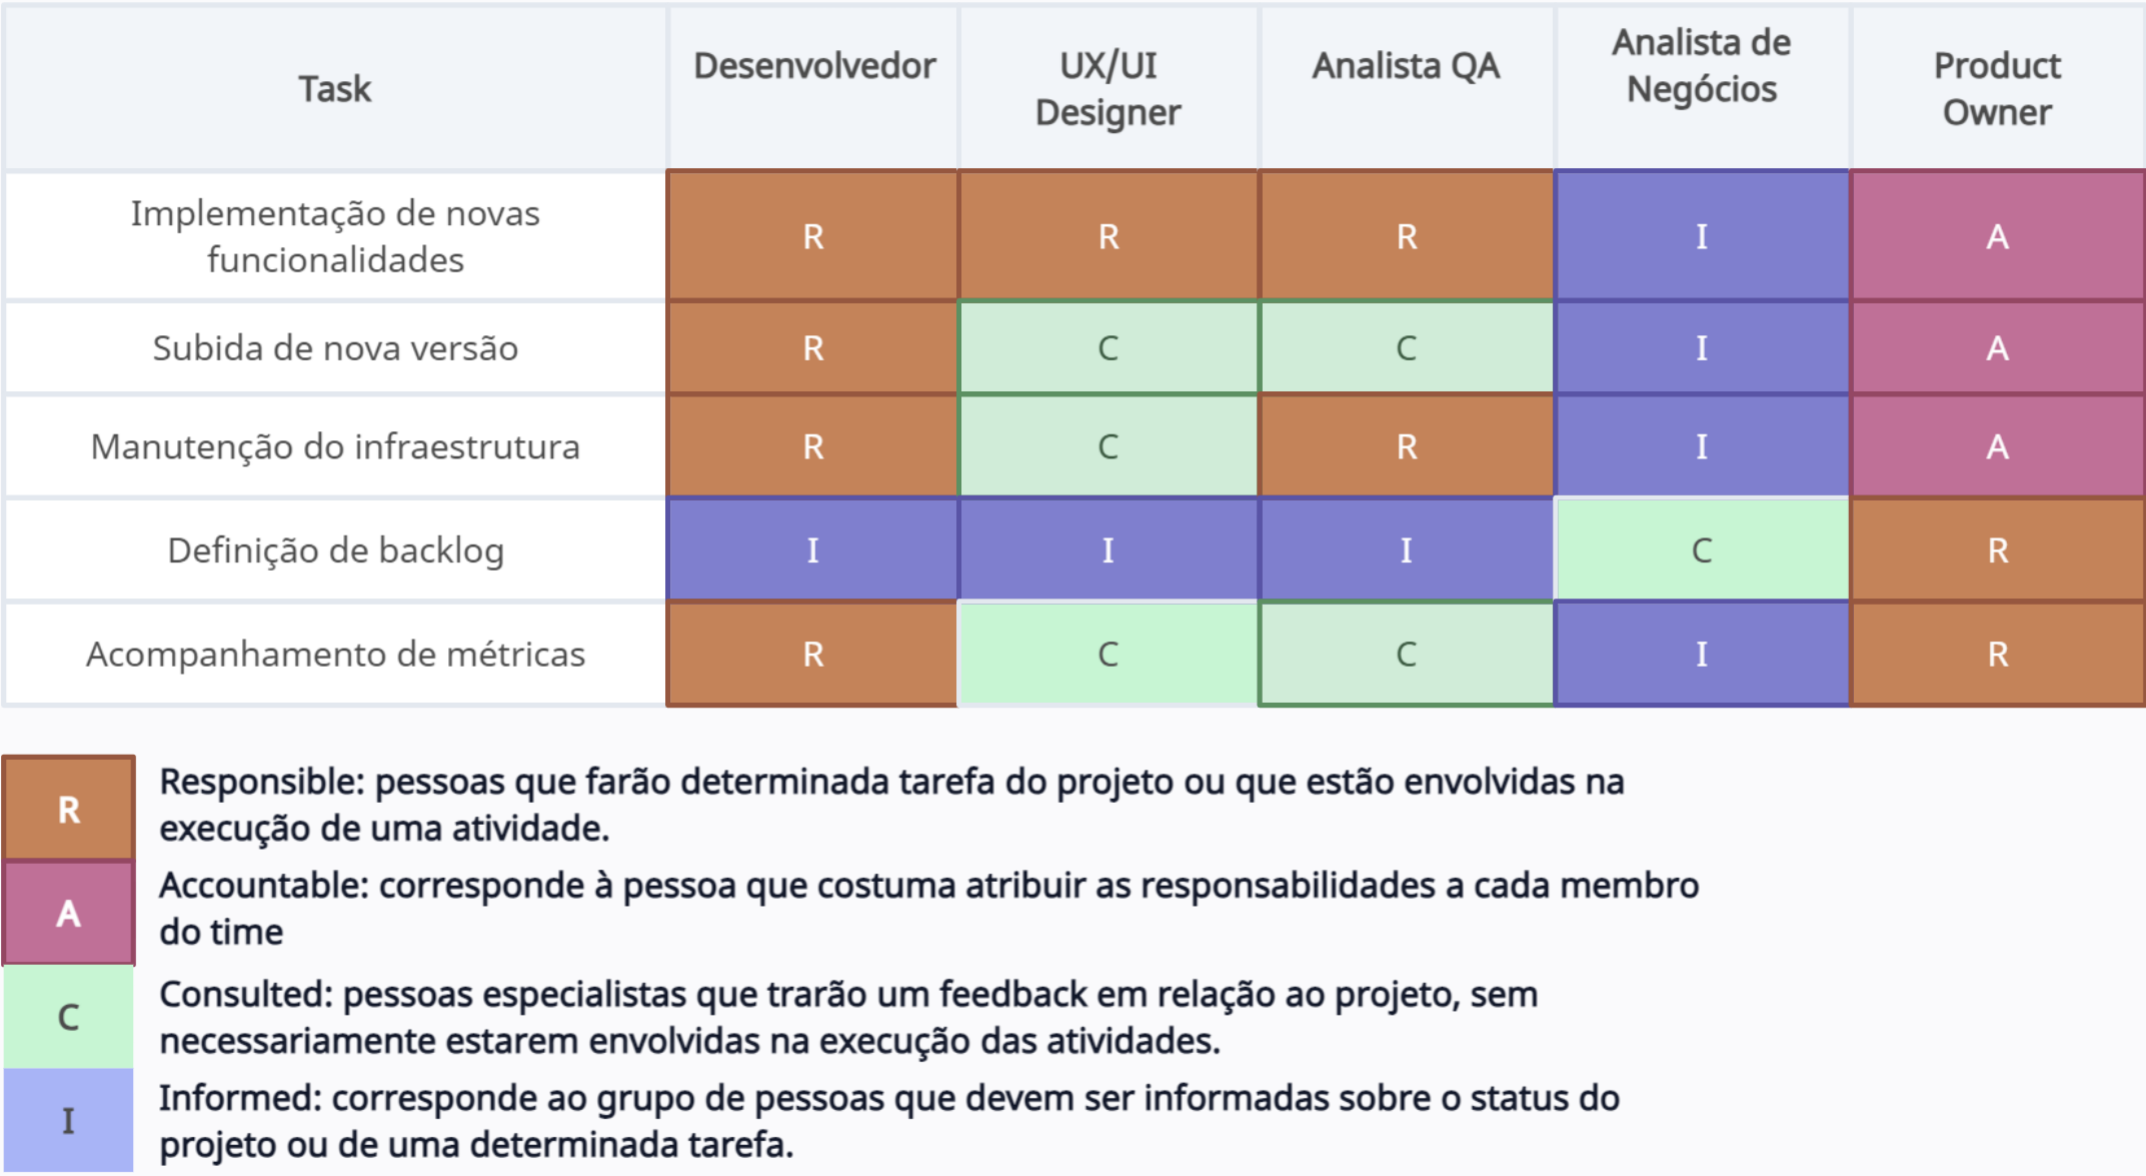 Task
Desenvolvedor
UX/UI
Designer
Analista QA
Analista de
Negócios
Product
Owner
Implementação de novas
funcionalidades
R
R
R
I
A
Subida de nova versão
R
C
C
I
A
Manutenção do infraestrutura
R
C
R
I
A
Definição de backlog
I
I
I
C
R
Acompanhamento de métricas
R
C
C
I
R
R
Responsible: pessoas que farão determinada tarefa do projeto ou que estão envolvidas na
execução de uma atividade.
A
Accountable: corresponde à pessoa que costuma atribuir as responsabilidades a cada membro
do time
C
Consulted: pessoas especialistas que trarão um feedback em relação ao projeto, sem
necessariamente estarem envolvidas na execução das atividades.
I
Informed: corresponde ao grupo de pessoas que devem ser informadas sobre o status do
projeto ou de uma determinada tarefa.